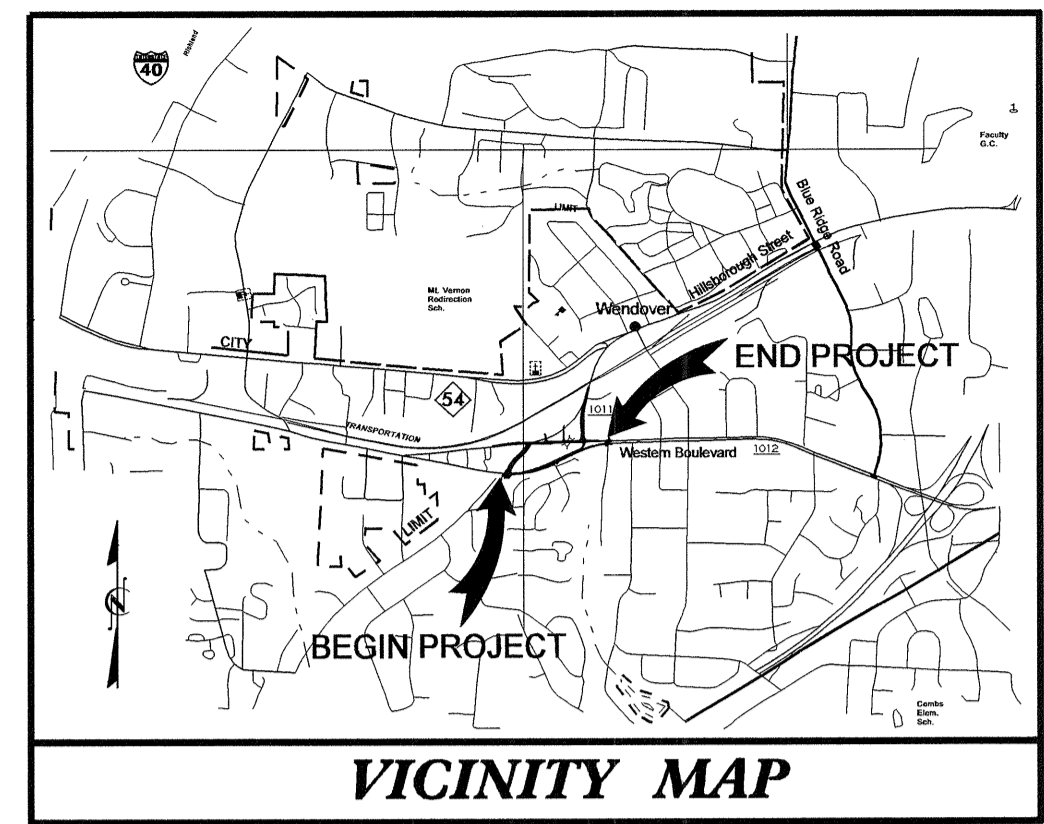 Richland
40
1
Faculty
G.C.
Blue Ridge Road
LIMIT
Hillsborough Street
Mt. Vernon
Redirection
Sch.
Wendover
CITY
END PROJECT
54
1011
TRANSPORTATION
Western Boulevard
1012
LIMIT
BEGIN PROJECT
Combs
Elem.
Sch.
VICINITY MAP